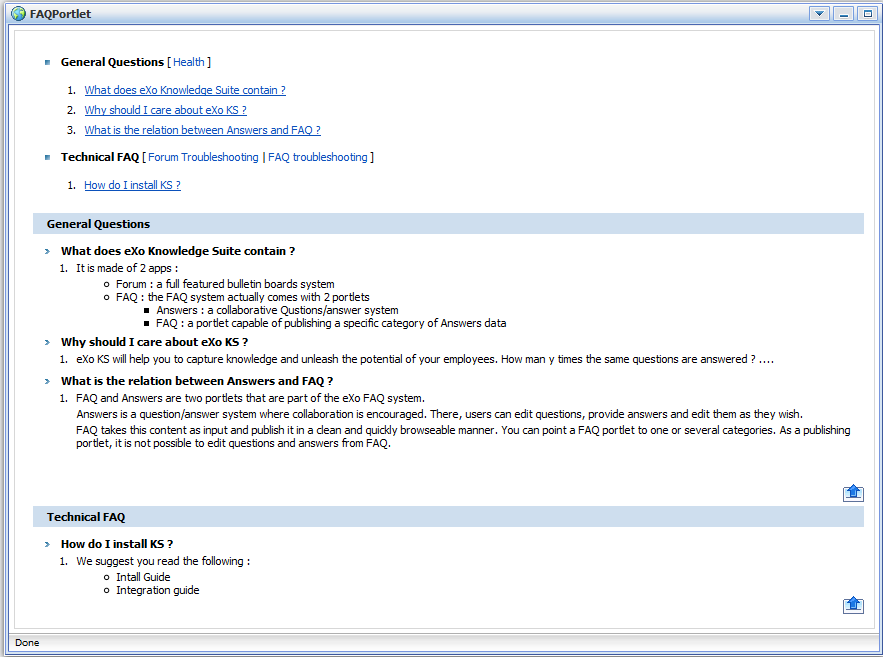 FAQPortlet
General Questions [ Health ]
1. What does eXo Knowledge Suite contain ?
2. Why should I care about eXo KS ?
3. What is the relation between Answers and FAQ ?
Technical FAQ [ Forum Troubleshooting | FAQ troubleshooting ]
1. How do I install KS ?
General Questions
What does eXo Knowledge Suite contain ?
1. It is made of 2 apps :
Forum : a full featured bulletin boards system
FAQ : the FAQ system actually comes with 2 portlets
Answers : a collaborative Qustions/answer system
FAQ : a portlet capable of publishing a specific category of Answers data
Why should I care about eXo KS ?
1. eXo KS will help you to capture knowledge and unleash the potential of your employees. How man y times the same questions are answered ? ....
What is the relation between Answers and FAQ ?
1. FAQ and Answers are two portlets that are part of the eXo FAQ system.
Answers is a question/answer system where collaboration is encouraged. There, users can edit questions, provide answers and edit them as they wish.
FAQ takes this content as input and publish it in a clean and quickly browseable manner. You can point a FAQ portlet to one or several categories. As a publishing
portlet, it is not possible to edit questions and answers from FAQ.
Technical FAQ
How do I install KS ?
1. We suggest you read the following :
Intall Guide
Integration guide
Done